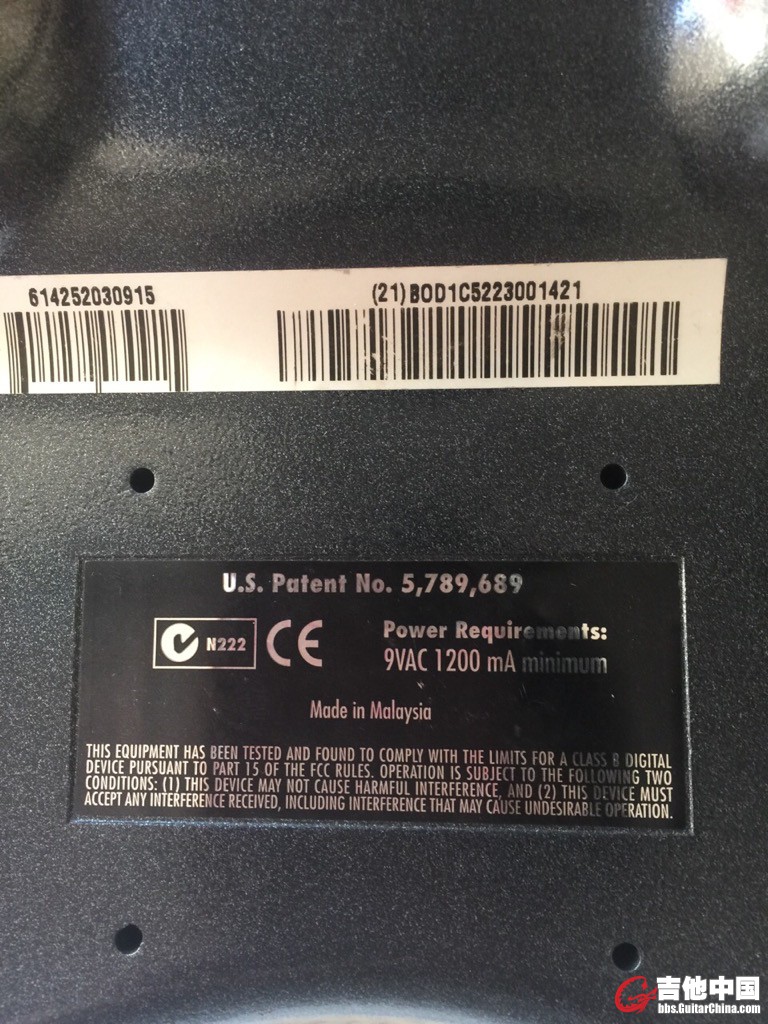 614252030915
(21)BOD1C5223001421
U.S. Patent No. 5,789,689
N222 CE
Power Requirements:
9VAC 1200 mA minimum
Made in Malaysia
THIS EQUIPMENT HAS BEEN TESTED AND FOUND TO COMPLY WITH THE LIMITS FOR A CLASS B DIGITAL
DEVICE PURSUANT TO PART 15 OF THE FCC RULES. OPERATION IS SUBJECT TO THE FOLLOWING TWO
CONDITIONS: (1) THIS DEVICE MAY NOT CAUSE HARMFUL INTERFERENCE, AND (2) THIS DEVICE MUST
ACCEPT ANY INTERFERENCE RECEIVED, INCLUDING INTERFERENCE THAT MAY CAUSE UNDESIRABLE OPERATION.
吉他中国
bbs.GuitarChina.com